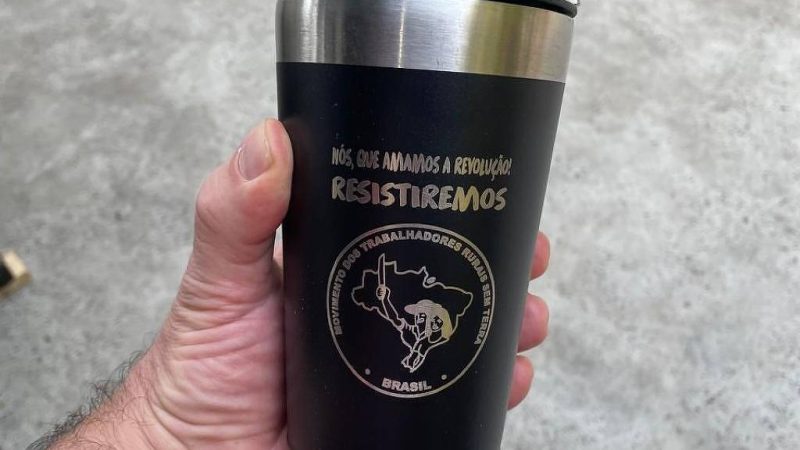 NÓS, QUE AMAMOS A REVOLUÇÃO!
RESISTIREMOS
MOVIMENTO DOS TRABALHADORES RURAIS SEM TERRA
• BRASIL •